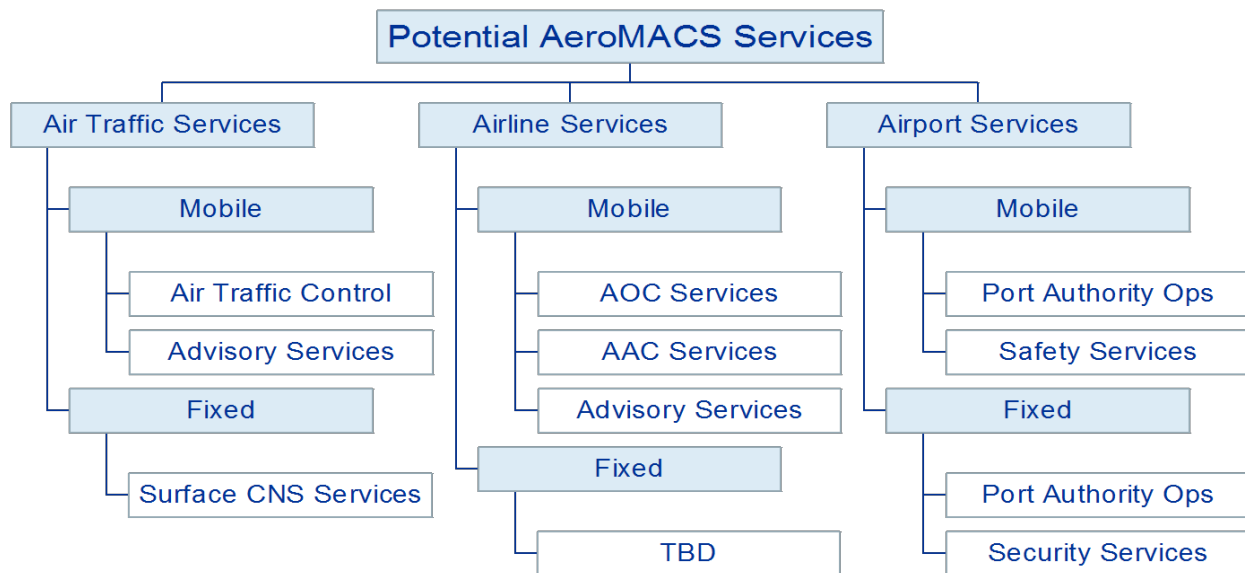 Potential AeroMACS Services
Air Traffic Services
Mobile
Air Traffic Control
Advisory Services
Fixed
Surface CNS Services
Airline Services
Mobile
AOC Services
AAC Services
Advisory Services
Fixed
TBD
Airport Services
Mobile
Port Authority Ops
Safety Services
Fixed
Port Authority Ops
Security Services